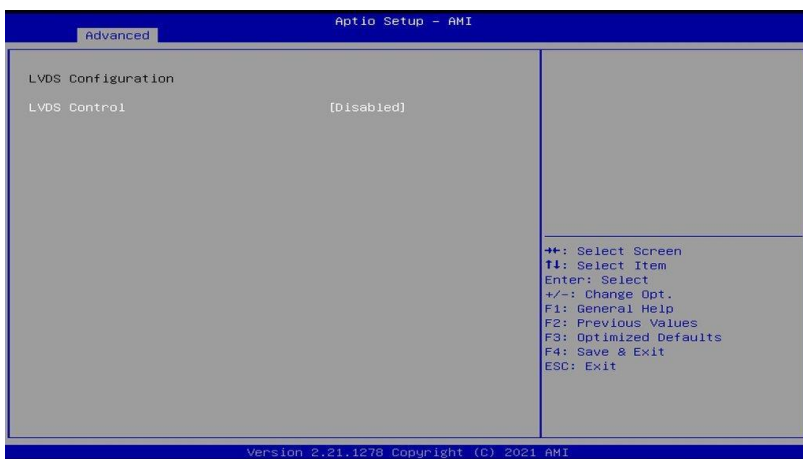 Aptio Setup - AMI
Advanced
LVDS Configuration
LVDS Control [Disabled]
→←: Select Screen
↑↓: Select Item
Enter: Select
+/-: Change Opt.
F1: General Help
F2: Previous Values
F3: Optimized Defaults
F4: Save & Exit
ESC: Exit
Version 2.21.1278 Copyright (C) 2021 AMI